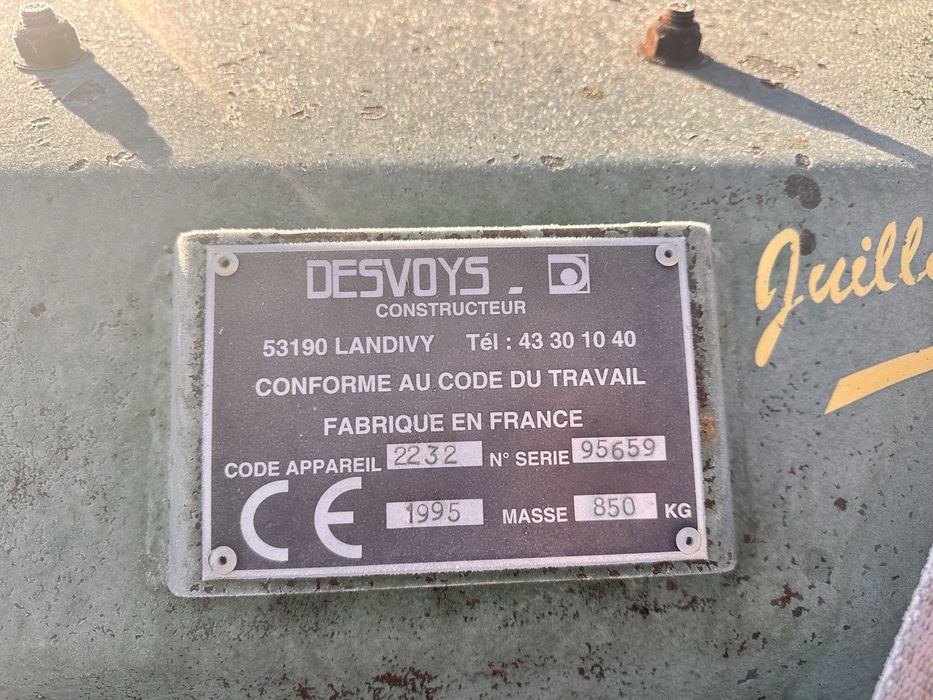 DESVOYS
CONSTRUCTEUR
53190 LANDIVY Tél : 43 30 10 40
CONFORME AU CODE DU TRAVAIL
FABRIQUE EN FRANCE
CODE APPAREIL 2232 N° SERIE 95659
CE 1995 MASSE 850 KG